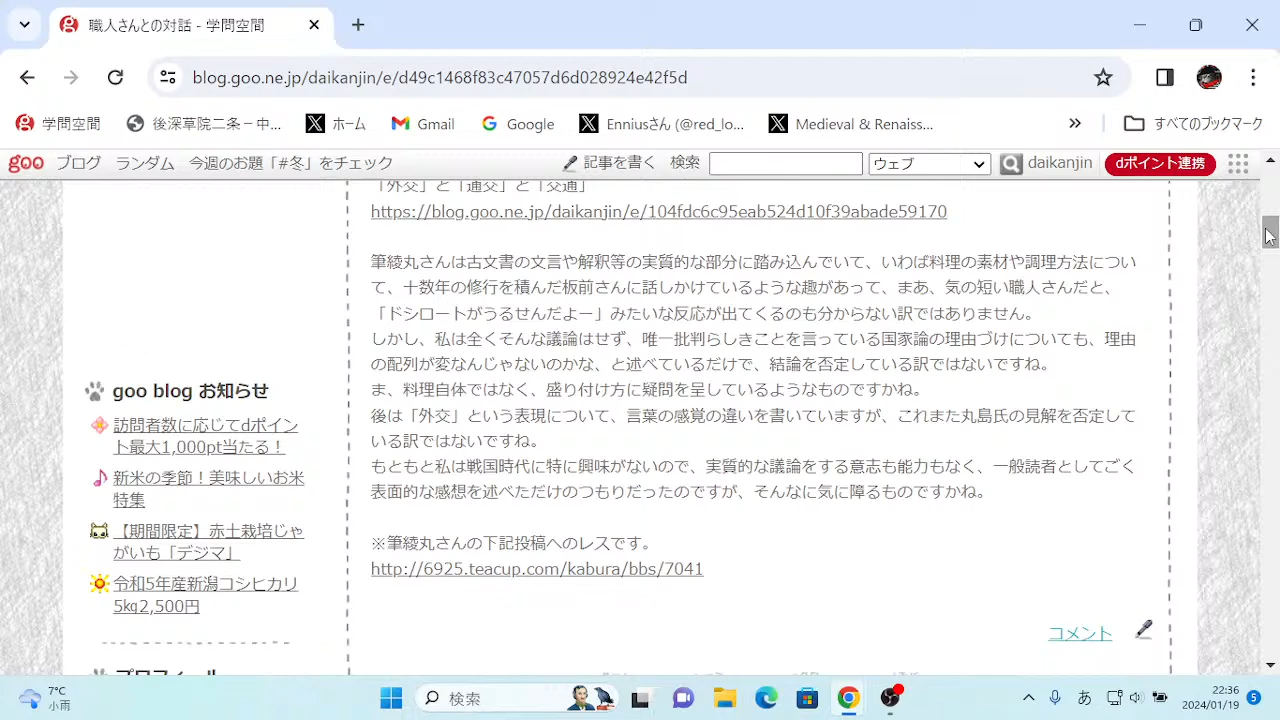 職人さんとの対話 - 学問空間
blog.goo.ne.jp/daikanjin/e/d49c1468f83c47057d6d028924e42f5d
学問空間 後深草院二条－中... ホーム Gmail Google Enniusさん (@red_lo... Medieval & Renaiss... すべてのブックマーク
goo ブログ ランダム 今週のお題「#冬」をチェック 記事を書く 検索 ウェブ daikanjin dポイント連携
「外交」と「通交」と「交通」
https://blog.goo.ne.jp/daikanjin/e/104fdc6c95eab524d10f39abade59170
筆綾丸さんは古文書の文言や解釈等の実質的な部分に踏み込んでいて、いわば料理の素材や調理方法につい
て、十数年の修行を積んだ板前さんに話しかけているような趣があって、まあ、気の短い職人さんだと、
「ドシロートがうるせんだよー」みたいな反応が出てくるのも分からない訳ではありません。
しかし、私は全くそんな議論はせず、唯一批判らしきことを言っている国家論の理由づけについても、理由
の配列が変なんじゃないのかな、と述べているだけで、結論を否定している訳ではないですね。
ま、料理自体ではなく、盛り付け方に疑問を呈しているようなものですかね。
後は「外交」という表現について、言葉の感覚の違いを書いていますが、これまた丸島氏の見解を否定して
いる訳ではないですね。
もともと私は戦国時代に特に興味がないので、実質的な議論をする意志も能力もなく、一般読者としてごく
表面的な感想を述べただけのつもりだったのですが、そんなに気に障るものですかね。
※筆綾丸さんの下記投稿へのレスです。
http://6925.teacup.com/kabura/bbs/7041
コメント
goo blog お知らせ
訪問者数に応じてdポイン
ト最大1,000pt当たる！
新米の季節！美味しいお米
特集
【期間限定】赤土栽培じゃ
がいも「デジマ」
令和5年産新潟コシヒカリ
5kg2,500円
プロフィール
7°C
小雨
検索
あ
22:36
2024/01/19
5